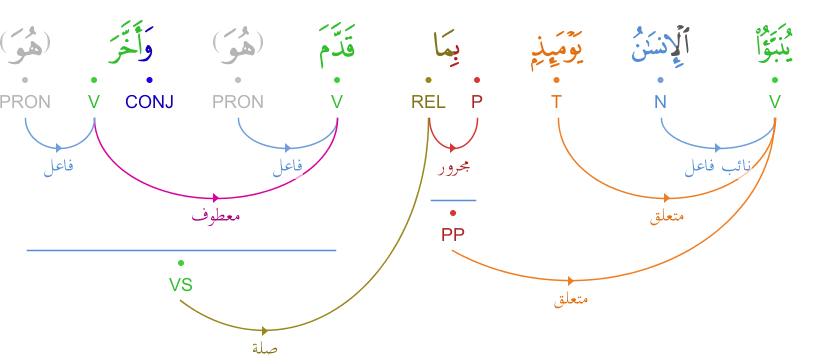 يُنَبَّؤُا۟ ٱلْإِنسَـٰنُ يَوْمَئِذٍۭ بِمَا قَدَّمَ (هُوَ) وَأَخَّرَ (هُوَ)
V N T P REL V PRON CONJ V PRON
نائب فاعل مجرور فاعل فاعل
متعلق معطوف
PP
VS
متعلق
صلة